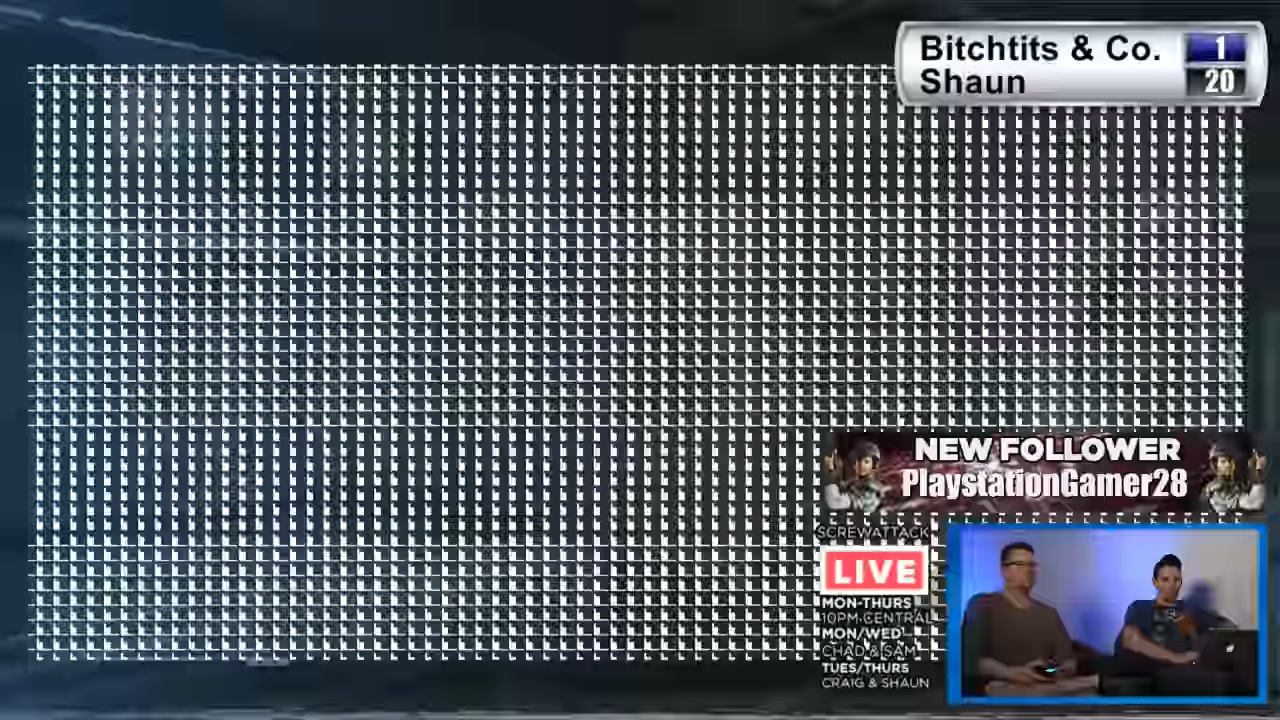 Bitchtits & Co. 1
Shaun 20
NEW FOLLOWER
PlaystationGamer28
SCREWATTACK
LIVE
MON-THURS
10PM CENTRAL
MON/WED
CHAD & SAM
TUES/THURS
CRAIG & SHAUN